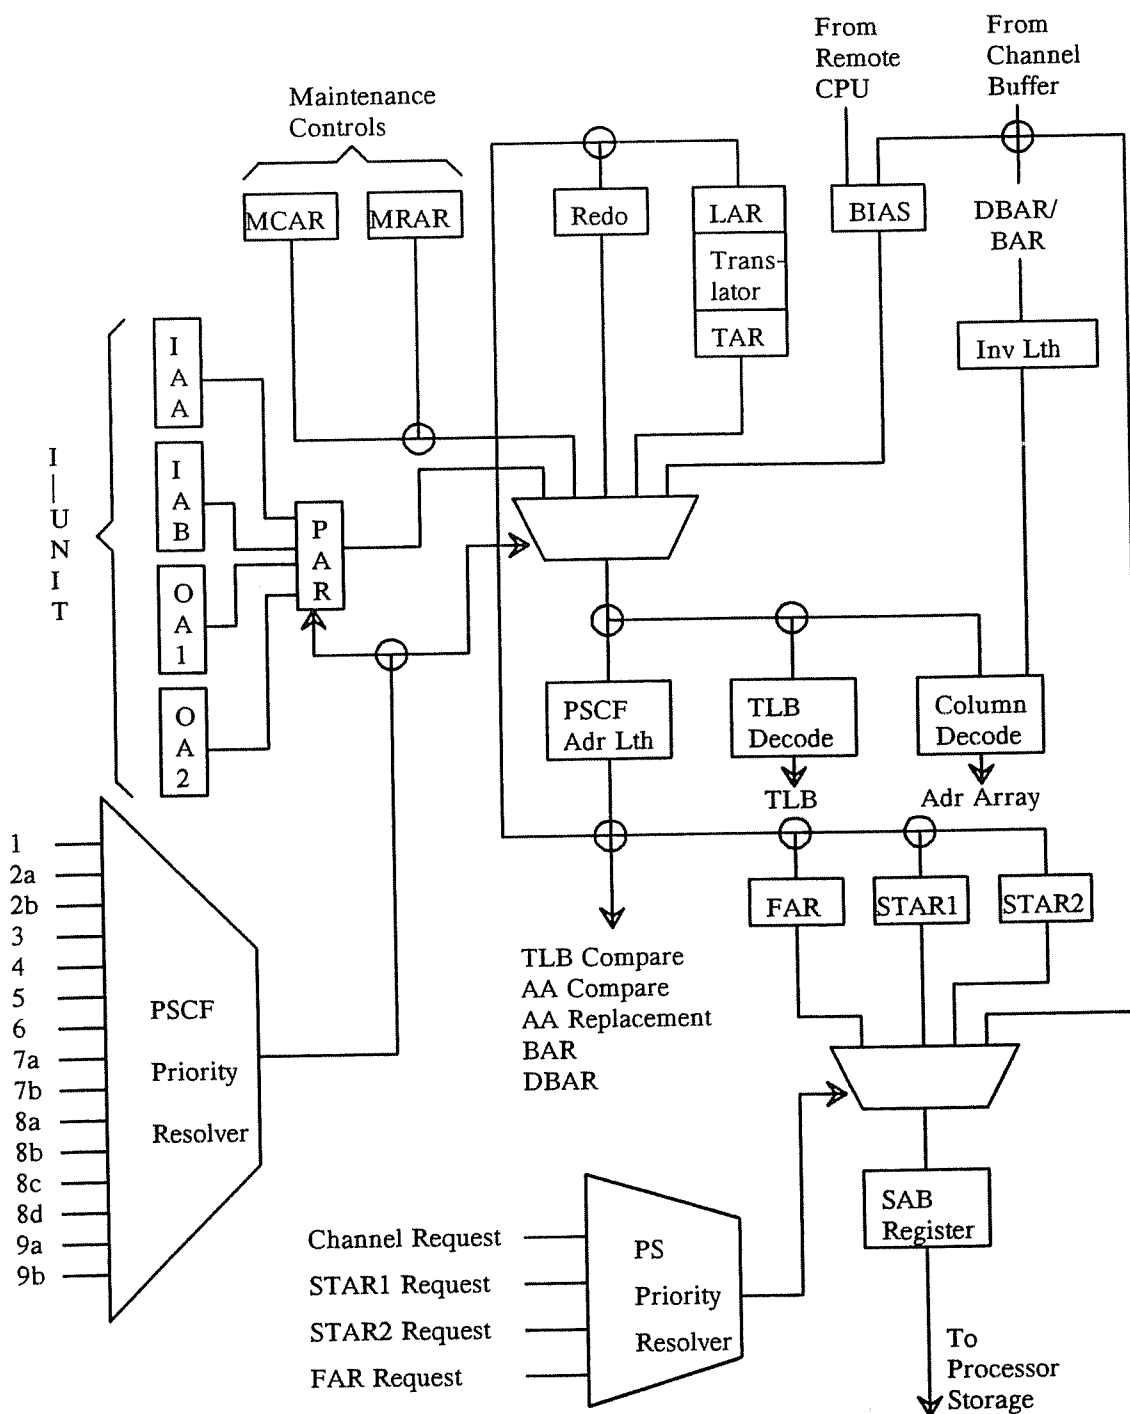 From
Remote
CPU
From
Channel
Buffer
Maintenance
Controls
MCAR
MRAR
Redo
LAR
Trans-
lator
TAR
BIAS
DBAR/
BAR
Inv Lth
I
A
A
I
A
B
O
A
1
O
A
2
I
|
U
N
I
T
P
A
R
PSCF
Adr Lth
TLB
Decode
Column
Decode
TLB
Adr Array
FAR
STAR1
STAR2
TLB Compare
AA Compare
AA Replacement
BAR
DBAR
1
2a
2b
3
4
5
6
7a
7b
8a
8b
8c
8d
9a
9b
PSCF
Priority
Resolver
SAB
Register
Channel Request
STAR1 Request
STAR2 Request
FAR Request
PS
Priority
Resolver
To
Processor
Storage